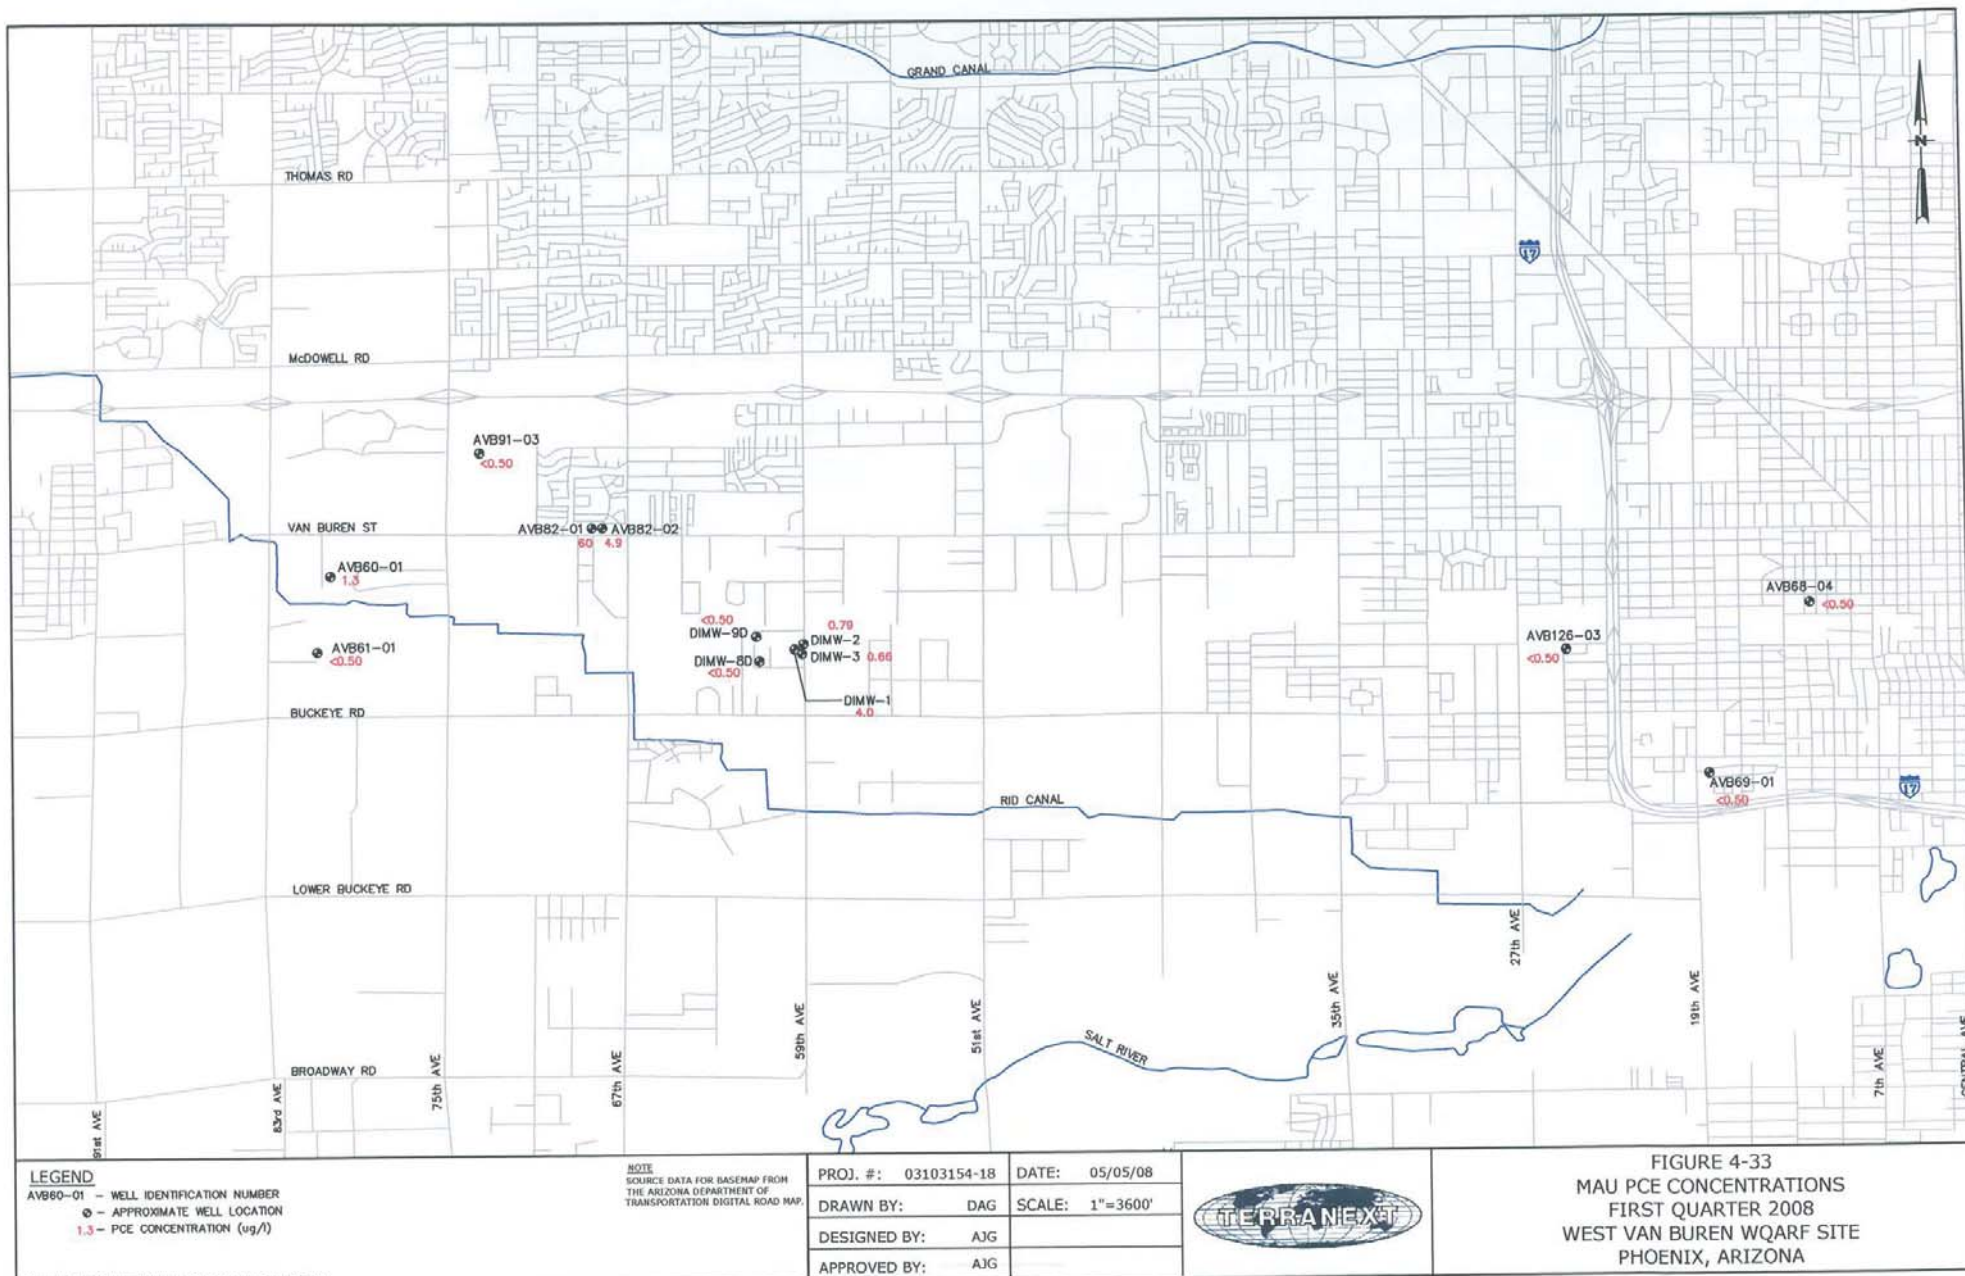 GRAND CANAL
THOMAS RD
N
17
McDOWELL RD
AVB91-03
<0.50
VAN BUREN ST
AVB82-01
AVB82-02
60
4.9
AVB60-01
1.3
AVB68-04
<0.50
<0.50
DIMW-9D
0.79
DIMW-2
DIMW-3
0.66
DIMW-8D
<0.50
AVB61-01
<0.50
AVB126-03
<0.50
DIMW-1
4.0
BUCKEYE RD
AVB69-01
<0.50
17
RID CANAL
LOWER BUCKEYE RD
SALT RIVER
BROADWAY RD
91st AVE
83rd AVE
75th AVE
67th AVE
59th AVE
51st AVE
35th AVE
27th AVE
19th AVE
7th AVE
CENTRAL AVE
LEGEND
AVB60-01 - WELL IDENTIFICATION NUMBER
- APPROXIMATE WELL LOCATION
1.3 - PCE CONCENTRATION (ug/l)
NOTE
SOURCE DATA FOR BASEMAP FROM
THE ARIZONA DEPARTMENT OF
TRANSPORTATION DIGITAL ROAD MAP.
PROJ. #: 03103154-18
DATE: 05/05/08
DRAWN BY: DAG
SCALE: 1"=3600'
DESIGNED BY: AJG
APPROVED BY: AJG
TERRANEXT
FIGURE 4-33
MAU PCE CONCENTRATIONS
FIRST QUARTER 2008
WEST VAN BUREN WQARF SITE
PHOENIX, ARIZONA